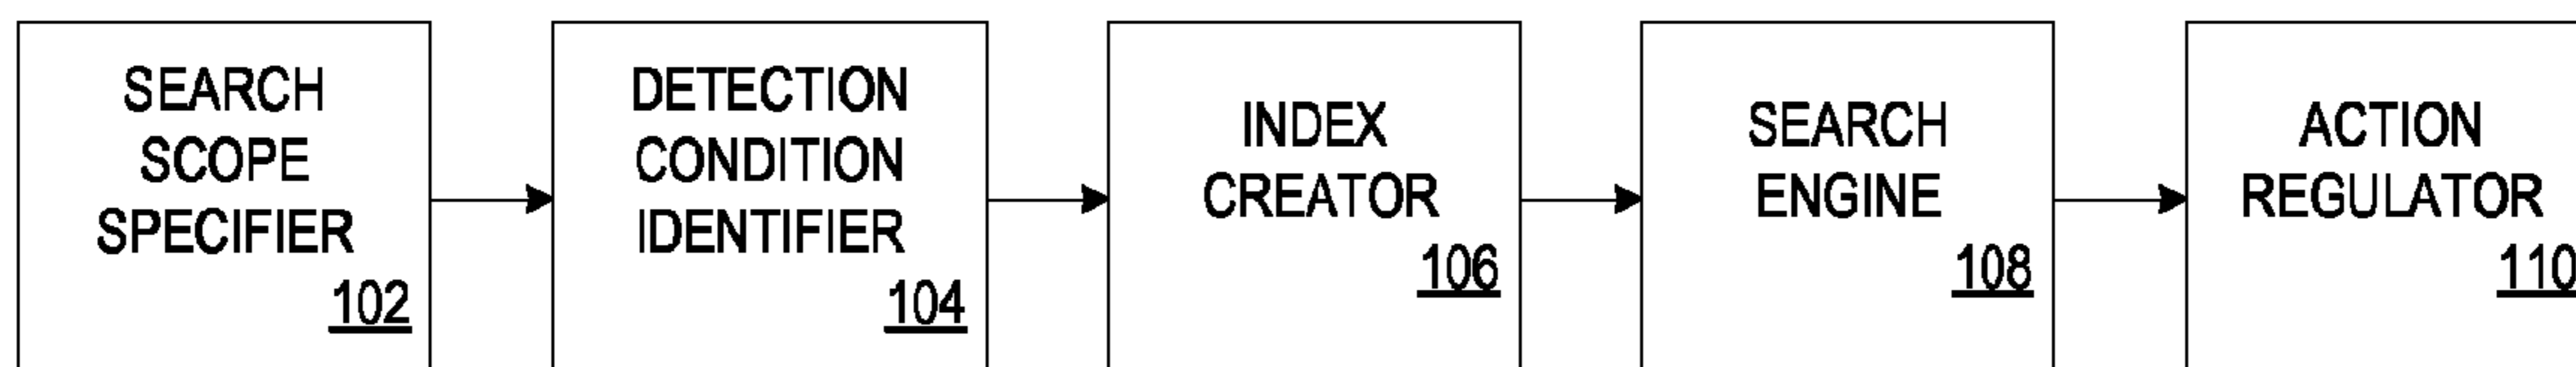 SEARCH
SCOPE
SPECIFIER
102
DETECTION
CONDITION
IDENTIFIER
104
INDEX
CREATOR
106
SEARCH
ENGINE
108
ACTION
REGULATOR
110